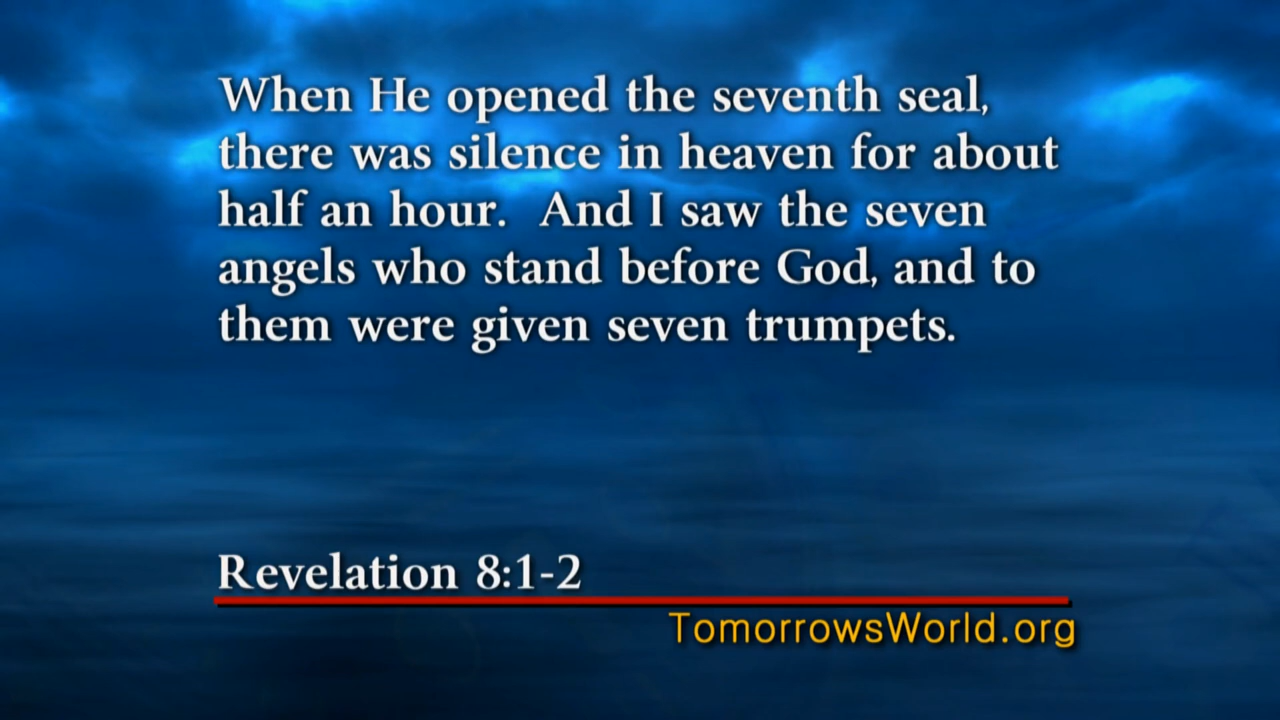 When He opened the seventh seal,
there was silence in heaven for about
half an hour.  And I saw the seven
angels who stand before God, and to
them were given seven trumpets.
Revelation 8:1-2
TomorrowsWorld.org